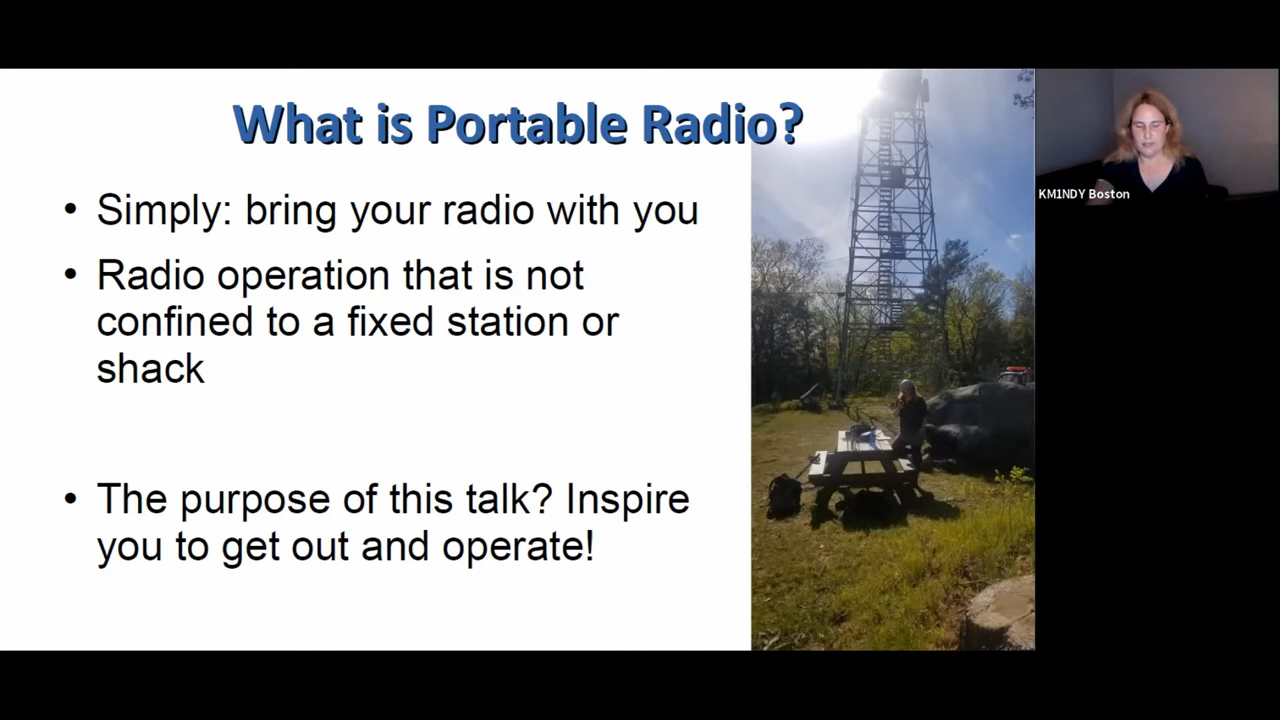 What is Portable Radio?
• Simply: bring your radio with you
• Radio operation that is not
confined to a fixed station or
shack
• The purpose of this talk? Inspire
you to get out and operate!
KM1NDY Boston